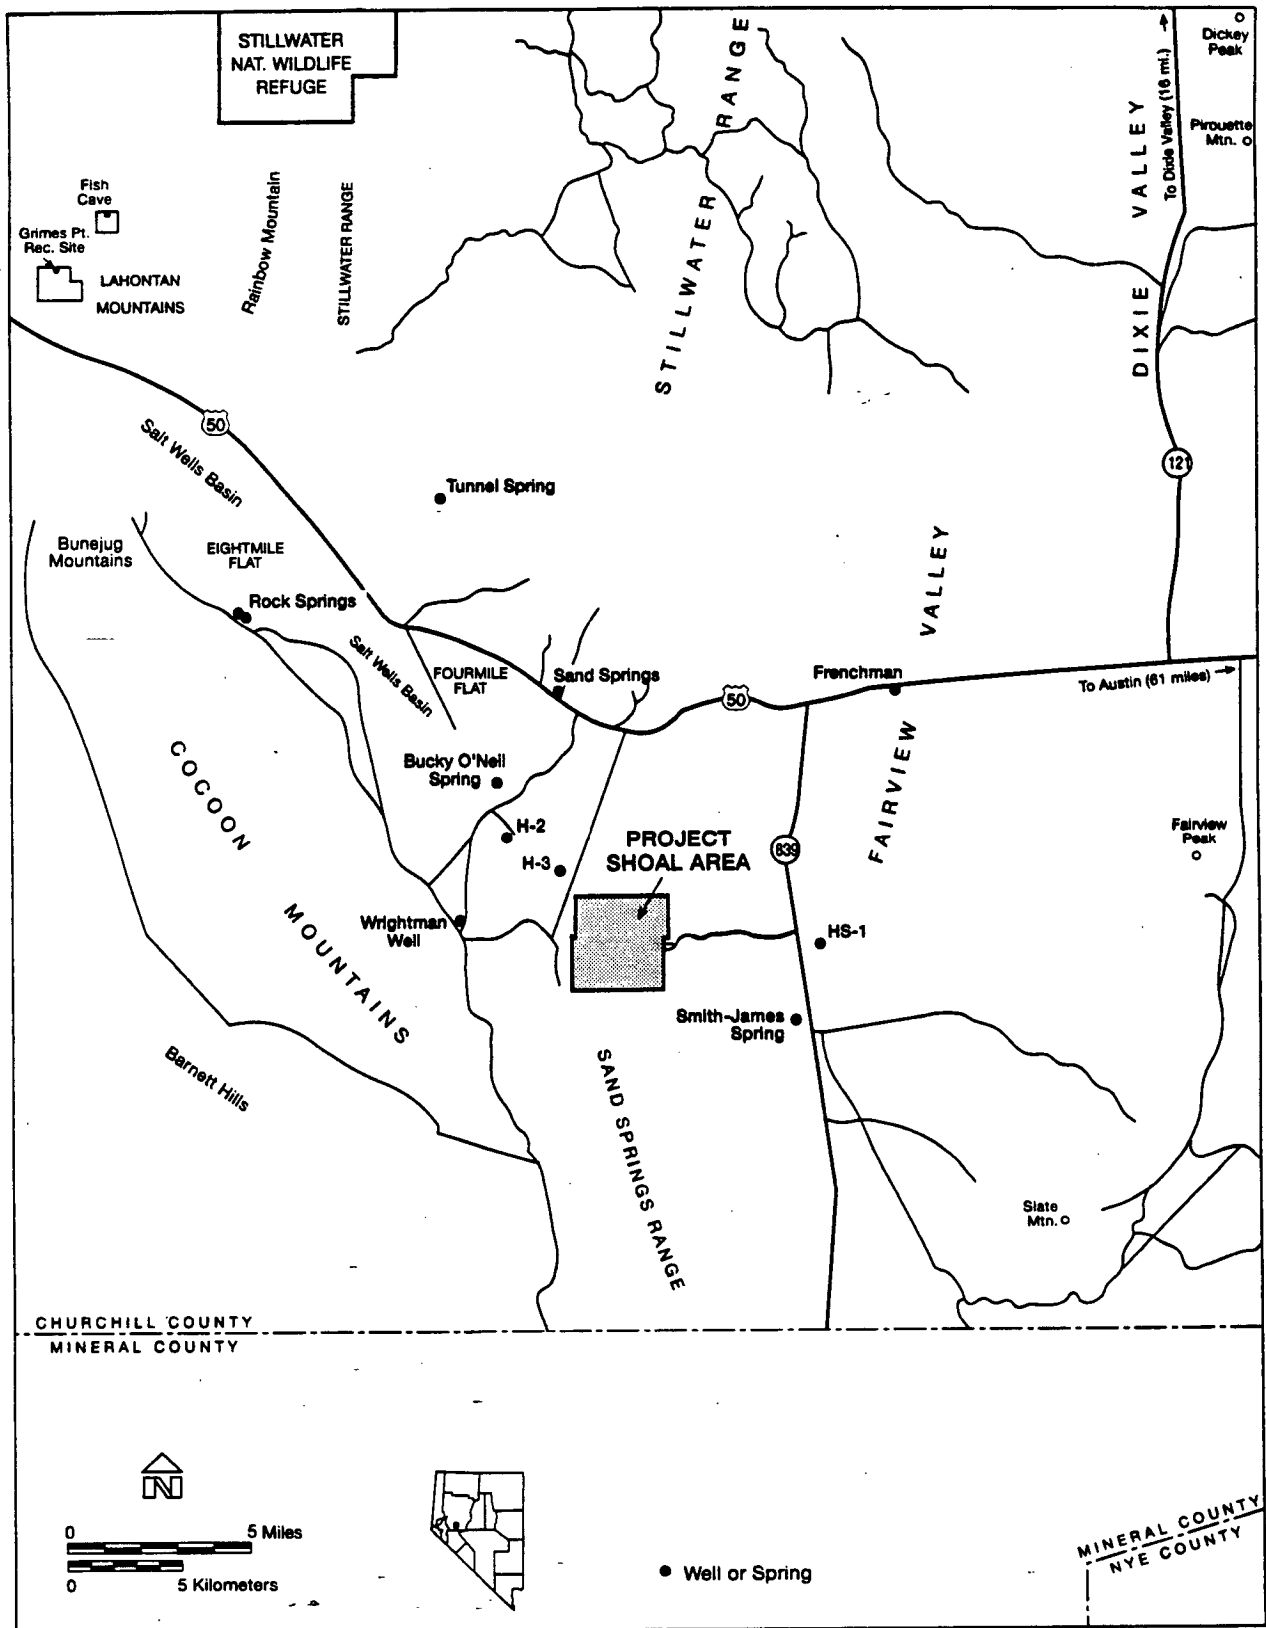 STILLWATER
NAT. WILDLIFE
REFUGE
STILLWATER RANGE
Dickey
Peak
Pirouette
Mtn.
To Dixie Valley (16 mi.)
DIXIE VALLEY
Fish
Cave
Grimes Pt.
Rec. Site
LAHONTAN
MOUNTAINS
Rainbow Mountain
STILLWATER RANGE
50
Salt Wells Basin
121
Tunnel Spring
Bunejug
Mountains
EIGHTMILE
FLAT
Rock Springs
Salt Wells Basin
FOURMILE
FLAT
Sand Springs
50
Frenchman
To Austin (61 miles)
FAIRVIEW VALLEY
Bucky O'Neil
Spring
COCOON MOUNTAINS
H-2
H-3
PROJECT
SHOAL AREA
839
Fairview
Peak
Wrightman
Well
HS-1
Smith-James
Spring
Barnett Hills
SAND SPRINGS RANGE
Slate
Mtn.
CHURCHILL COUNTY
MINERAL COUNTY
N
0 5 Miles
0 5 Kilometers
Well or Spring
MINERAL COUNTY
NYE COUNTY